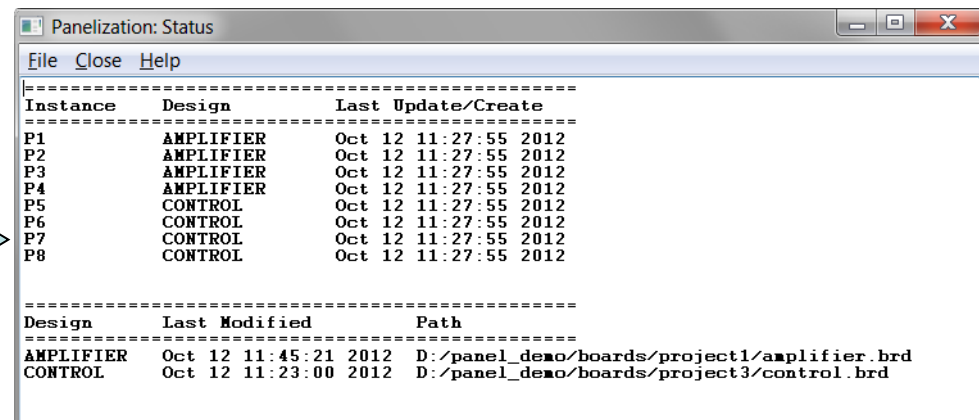 Panelization: Status
File Close Help
==================================================
Instance Design Last Update/Create
==================================================
P1 AMPLIFIER Oct 12 11:27:55 2012
P2 AMPLIFIER Oct 12 11:27:55 2012
P3 AMPLIFIER Oct 12 11:27:55 2012
P4 AMPLIFIER Oct 12 11:27:55 2012
P5 CONTROL Oct 12 11:27:55 2012
P6 CONTROL Oct 12 11:27:55 2012
P7 CONTROL Oct 12 11:27:55 2012
P8 CONTROL Oct 12 11:27:55 2012
==================================================
Design Last Modified Path
==================================================
AMPLIFIER Oct 12 11:45:21 2012 D:/panel_demo/boards/project1/amplifier.brd
CONTROL Oct 12 11:23:00 2012 D:/panel_demo/boards/project3/control.brd